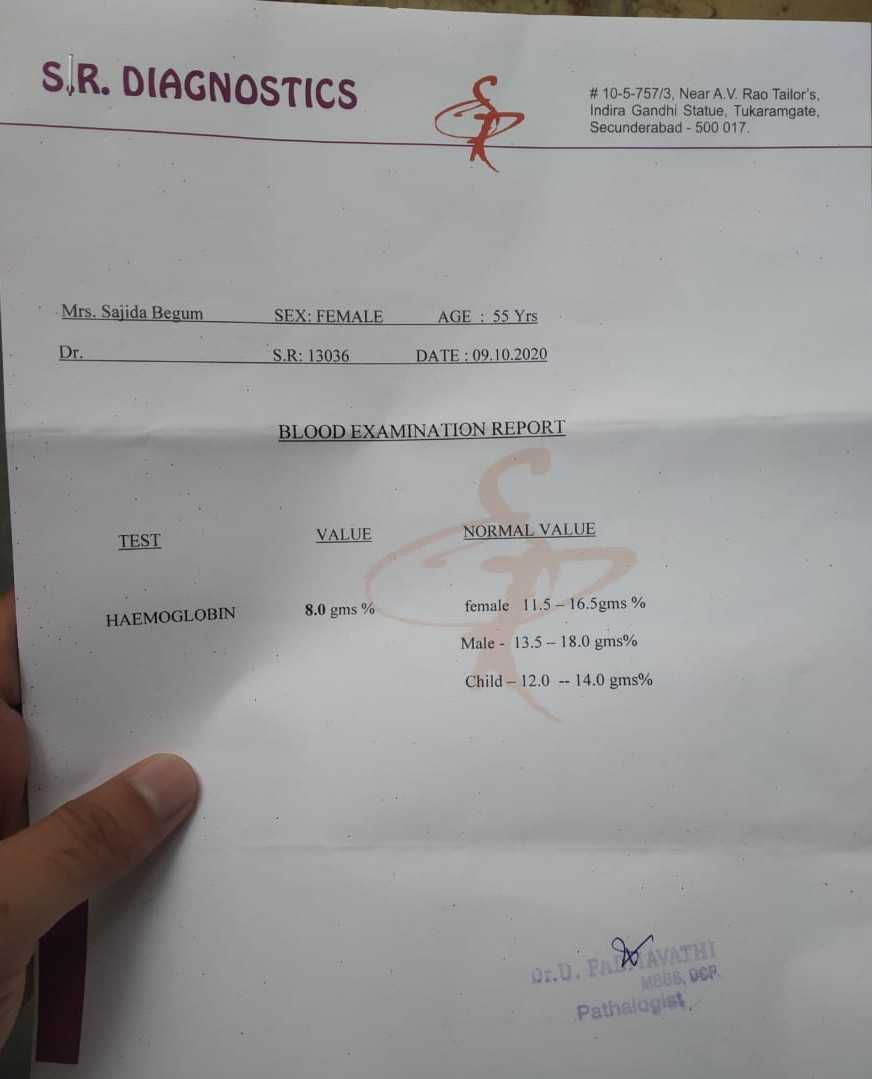 S.R. DIAGNOSTICS
# 10-5-757/3, Near A.V. Rao Tailor's,
Indira Gandhi Statue, Tukaramgate,
Secunderabad - 500 017.
Mrs. Sajida Begum SEX: FEMALE AGE : 55 Yrs
Dr. S.R: 13036 DATE : 09.10.2020
BLOOD EXAMINATION REPORT
TEST VALUE NORMAL VALUE
HAEMOGLOBIN 8.0 gms % female 11.5 – 16.5gms %
Male - 13.5 – 18.0 gms%
Child – 12.0 -- 14.0 gms%
Dr.U. PADMAVATHI
MBBS, DCP
Pathalogist